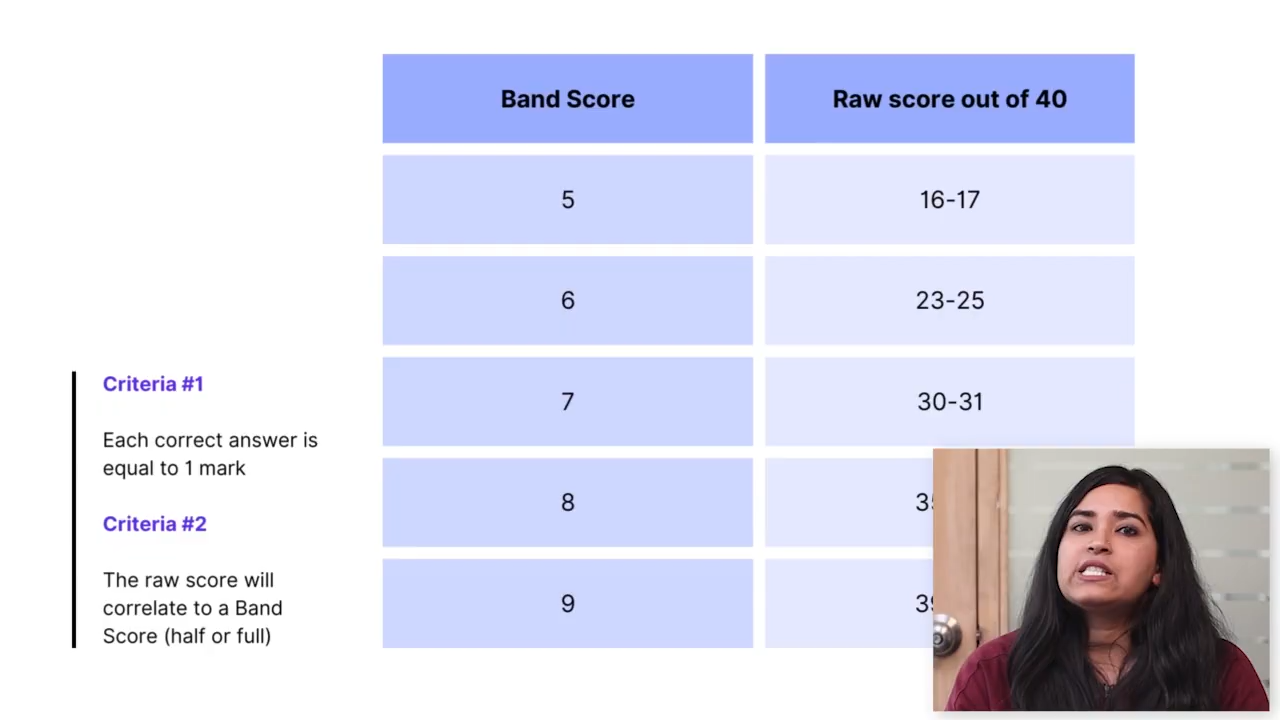 Band Score
Raw score out of 40
5
16-17
6
23-25
7
30-31
8
9
Criteria #1
Each correct answer is
equal to 1 mark
Criteria #2
The raw score will
correlate to a Band
Score (half or full)